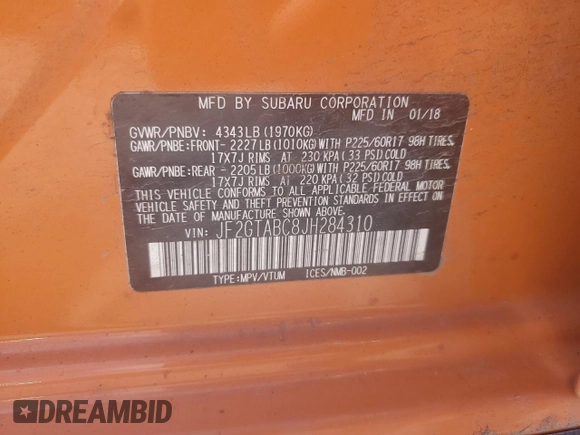 MFD BY SUBARU CORPORATION
MFD IN 01/18
GVWR/PNBV: 4343LB(1970KG)
GAWR/PNBE:FRONT- 2227LB(1010KG)WITH P225/60R17 98H TIRES,
17X7J RIMS AT 230 KPA(33 PSI)COLD
GAWR/PNBE:REAR - 2205LB(1000KG)WITH P225/60R17 98H TIRES,
17X7J RIMS AT 220 KPA(32 PSI)COLD
THIS VEHICLE CONFORMS TO ALL APPLICABLE FEDERAL MOTOR
VEHICLE SAFETY AND THEFT PREVENTION STANDARDS IN EFFECT ON
THE DATE OF MANUFACTURE SHOWN ABOVE.
VIN: JF2GTABC8JH284310
TYPE:MPV/VTUM ICES/NMB-002
DREAMBID